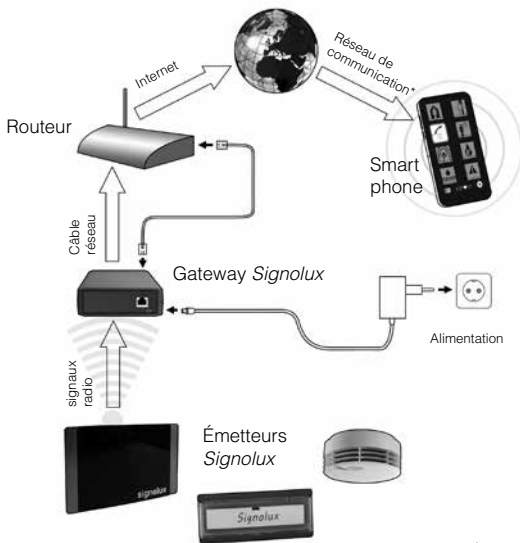 Internet
Réseau de
communication*
Routeur
Smart
phone
Câble
réseau
Gateway Signolux
Alimentation
signaux
radio
Émetteurs
Signolux
signolux
Signolux